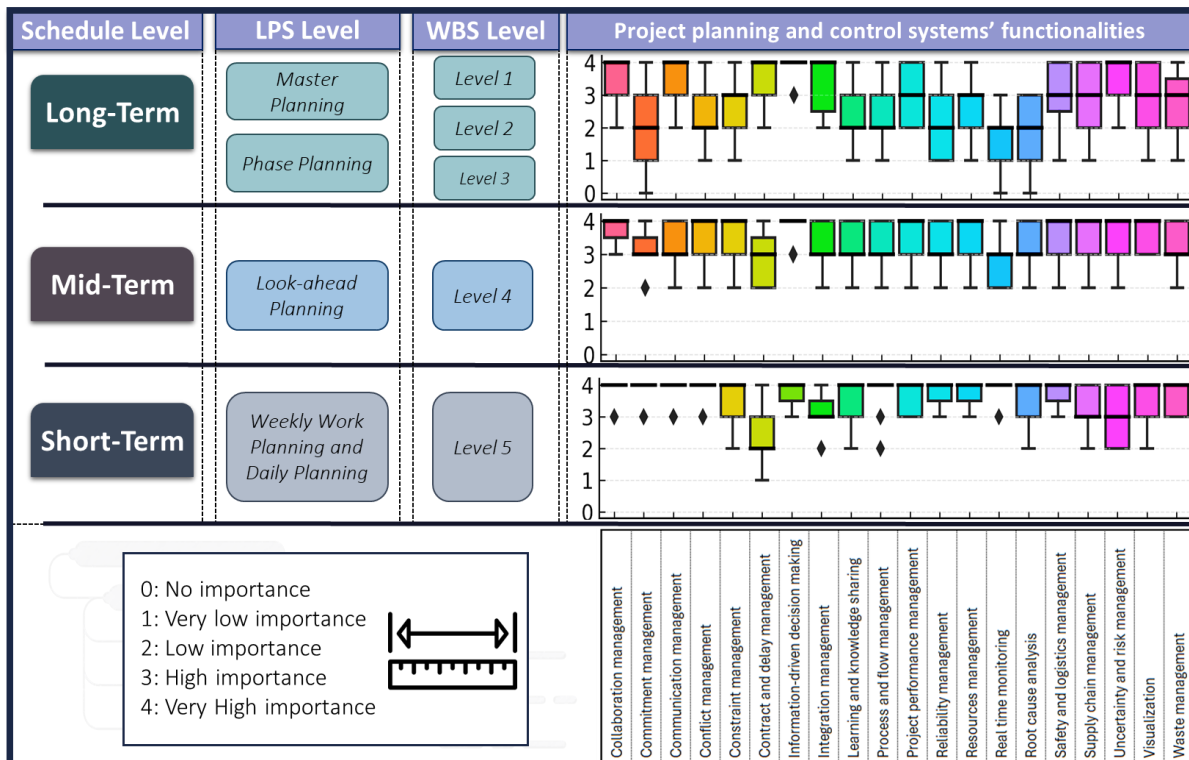 Schedule Level
LPS Level
WBS Level
Project planning and control systems’ functionalities
Long-Term
Master
Planning
Phase Planning
Level 1
Level 2
Level 3
4
3
2
1
0
Mid-Term
Look-ahead
Planning
Level 4
4
3
2
1
0
Short-Term
Weekly Work
Planning and
Daily Planning
Level 5
4
3
2
1
0
0: No importance
1: Very low importance
2: Low importance
3: High importance
4: Very High importance
Collaboration management
Commitment management
Communication management
Conflict management
Constraint management
Contract and delay management
Information-driven decision making
Integration management
Learning and knowledge sharing
Process and flow management
Project performance management
Reliability management
Resources management
Real time monitoring
Root cause analysis
Safety and logistics management
Supply chain management
Uncertainty and risk management
Visualization
Waste management